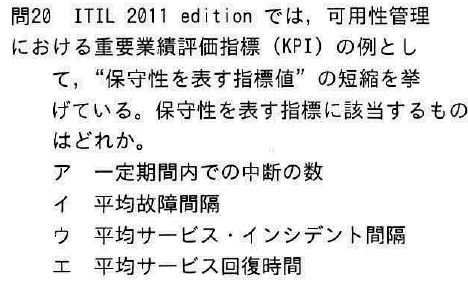 問20 ITIL 2011 edition では，可用性管理
における重要業績評価指標（KPI）の例とし
て，“保守性を表す指標値”の短縮を挙
げている。保守性を表す指標に該当するもの
はどれか。
ア 一定期間内での中断の数
イ 平均故障間隔
ウ 平均サービス・インシデント間隔
エ 平均サービス回復時間